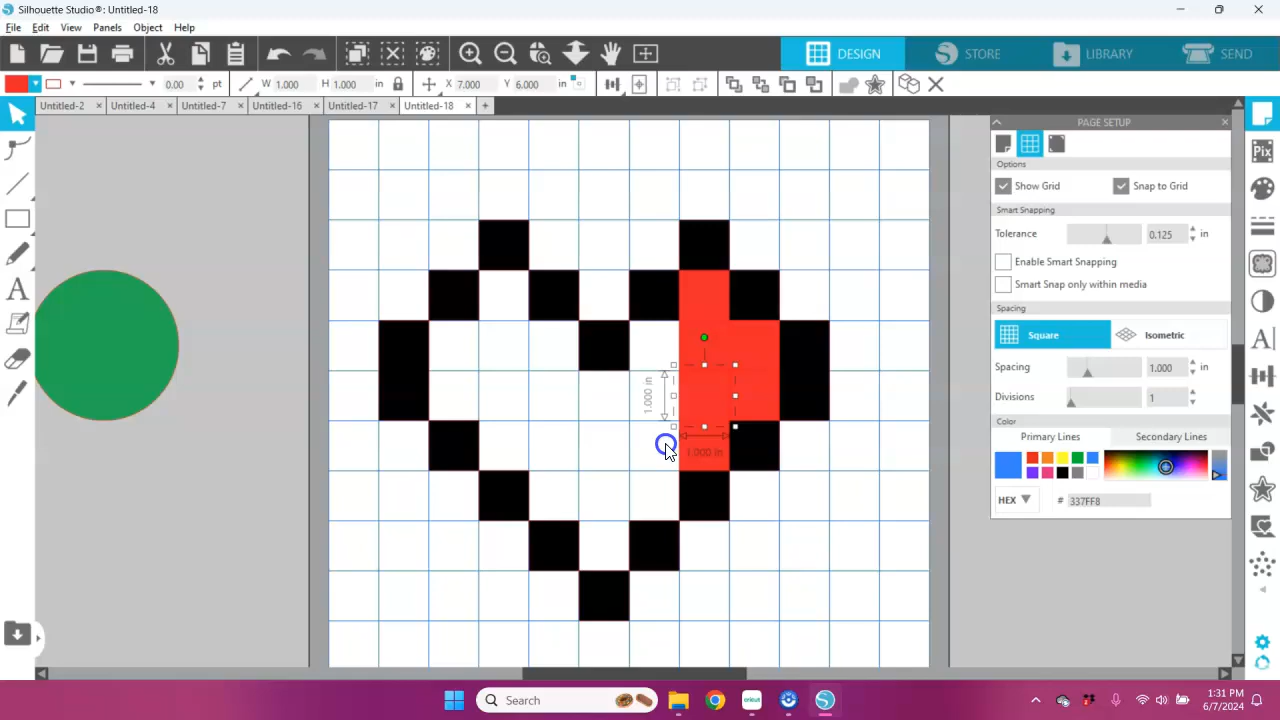 Silhouette Studio®: Untitled-18
File Edit View Panels Object Help
DESIGN STORE LIBRARY SEND
0.00 pt W 1.000 H 1.000 in X 7.000 Y 6.000 in
Untitled-2 Untitled-4 Untitled-7 Untitled-16 Untitled-17 Untitled-18
PAGE SETUP
Pix
Options
Show Grid Snap to Grid
Smart Snapping
Tolerance 0.125 in
Enable Smart Snapping
Smart Snap only within media
Spacing
Square Isometric
Spacing 1.000 in
Divisions 1
Color
Primary Lines Secondary Lines
HEX # 337FF8
1.000 in
1.000 in
Search
cricut
1:31 PM
6/7/2024